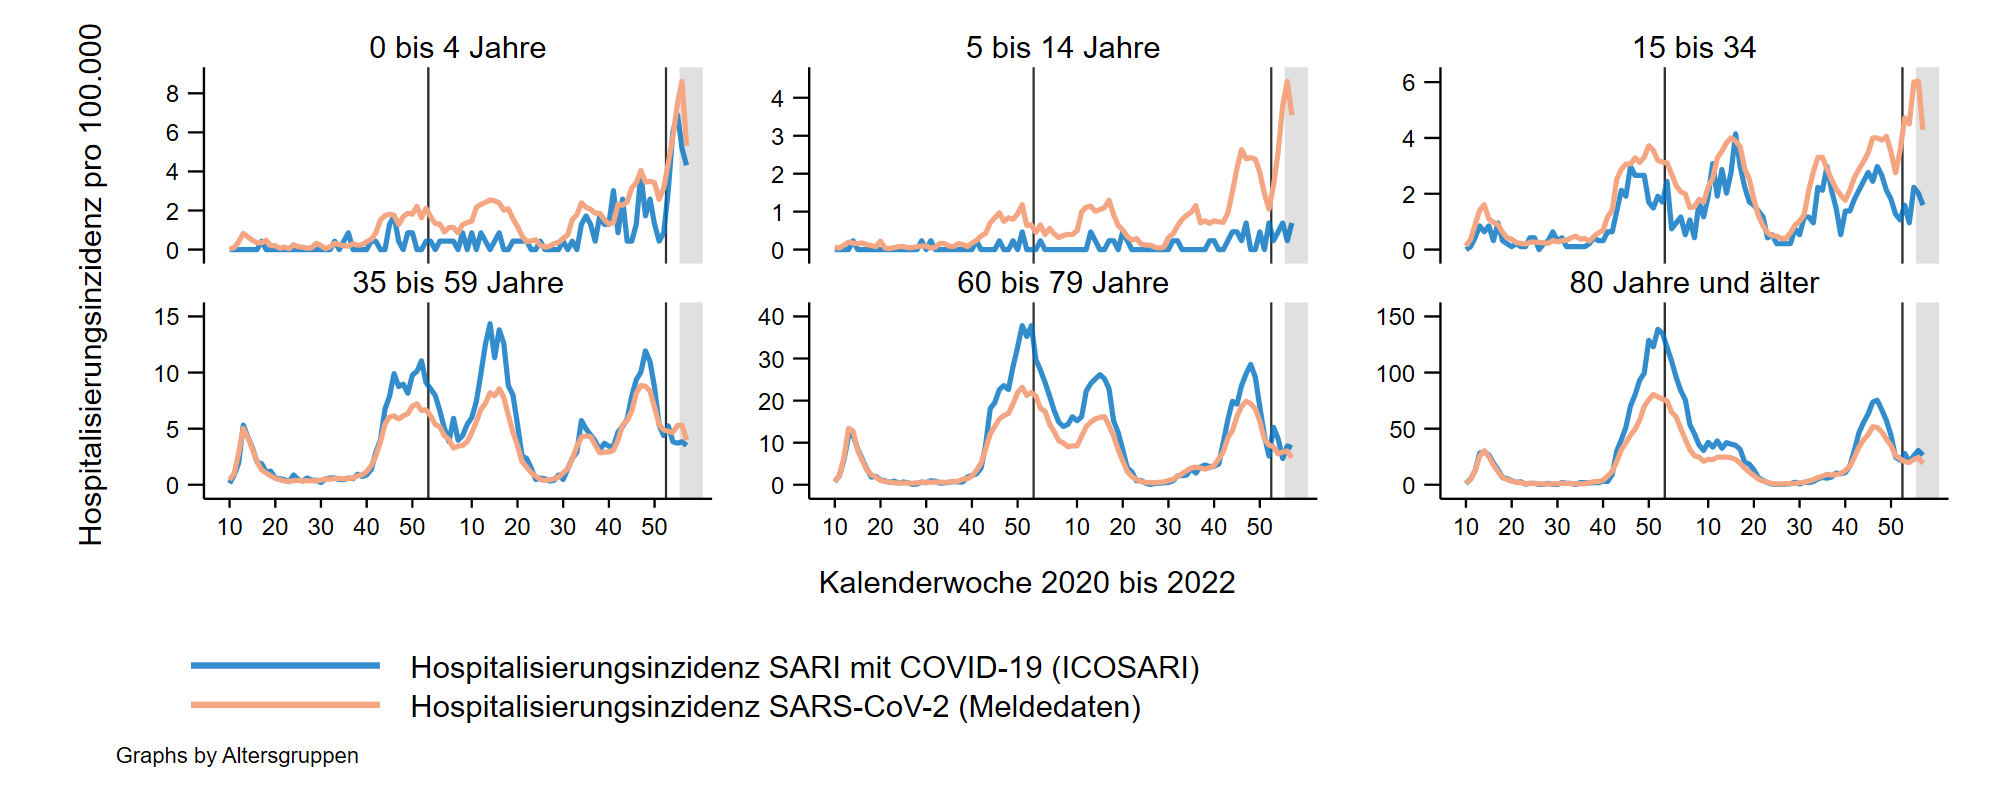 Hospitalisierungsinzidenz pro 100.000
0 bis 4 Jahre
8
6
4
2
0
5 bis 14 Jahre
4
3
2
1
0
15 bis 34
6
4
2
0
35 bis 59 Jahre
15
10
5
0
10 20 30 40 50 10 20 30 40 50
60 bis 79 Jahre
40
30
20
10
0
10 20 30 40 50 10 20 30 40 50
80 Jahre und älter
150
100
50
0
10 20 30 40 50 10 20 30 40 50
Kalenderwoche 2020 bis 2022
Hospitalisierungsinzidenz SARI mit COVID-19 (ICOSARI)
Hospitalisierungsinzidenz SARS-CoV-2 (Meldedaten)
Graphs by Altersgruppen